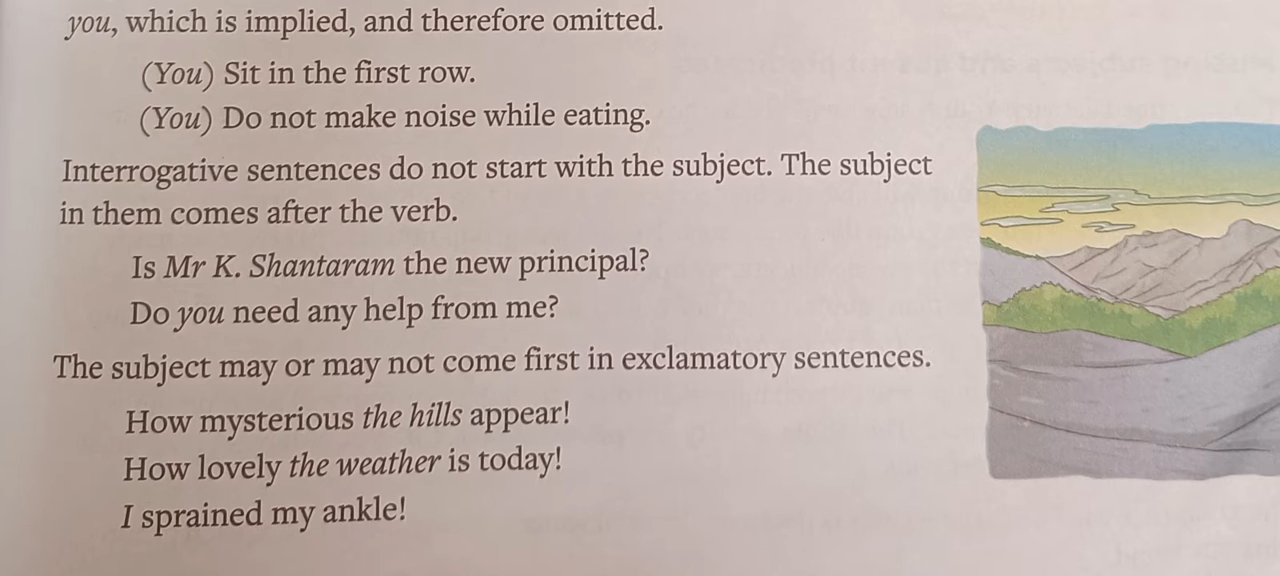 you, which is implied, and therefore omitted.
(You) Sit in the first row.
(You) Do not make noise while eating.
Interrogative sentences do not start with the subject. The subject
in them comes after the verb.
Is Mr K. Shantaram the new principal?
Do you need any help from me?
The subject may or may not come first in exclamatory sentences.
How mysterious the hills appear!
How lovely the weather is today!
I sprained my ankle!